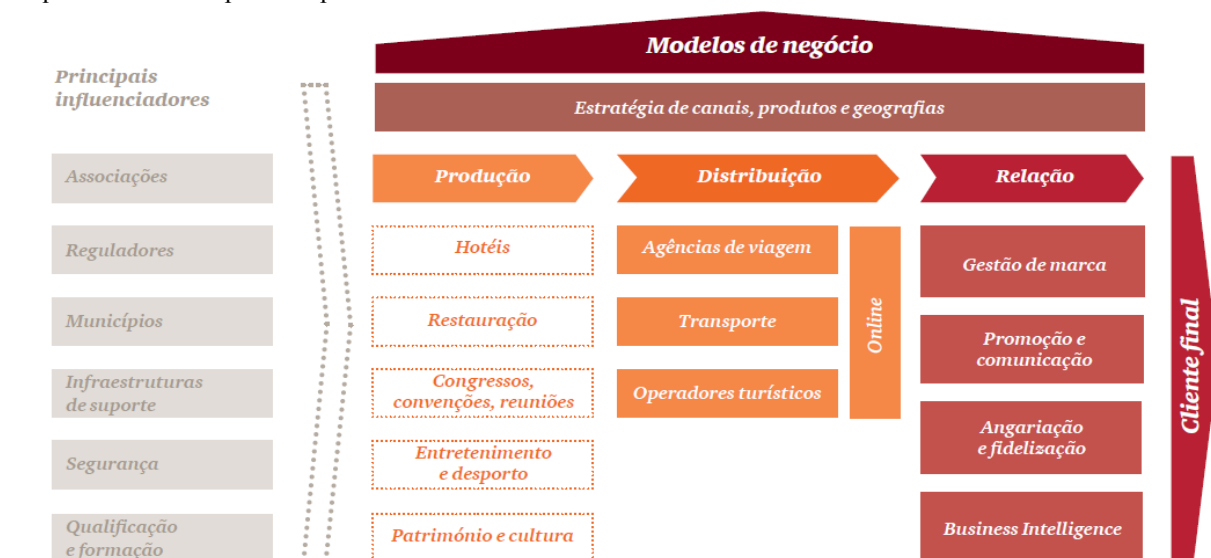 Modelos de negócio
Principais
influenciadores
Estratégia de canais, produtos e geografias
Associações
Produção
Distribuição
Relação
Reguladores
Hotéis
Agências de viagem
Gestão de marca
Municípios
Restauração
Transporte
Online
Promoção e
comunicação
Infraestruturas
de suporte
Congressos,
convenções, reuniões
Operadores turísticos
Angariação
e fidelização
Cliente final
Segurança
Entretenimento
e desporto
Qualificação
e formação
Património e cultura
Business Intelligence